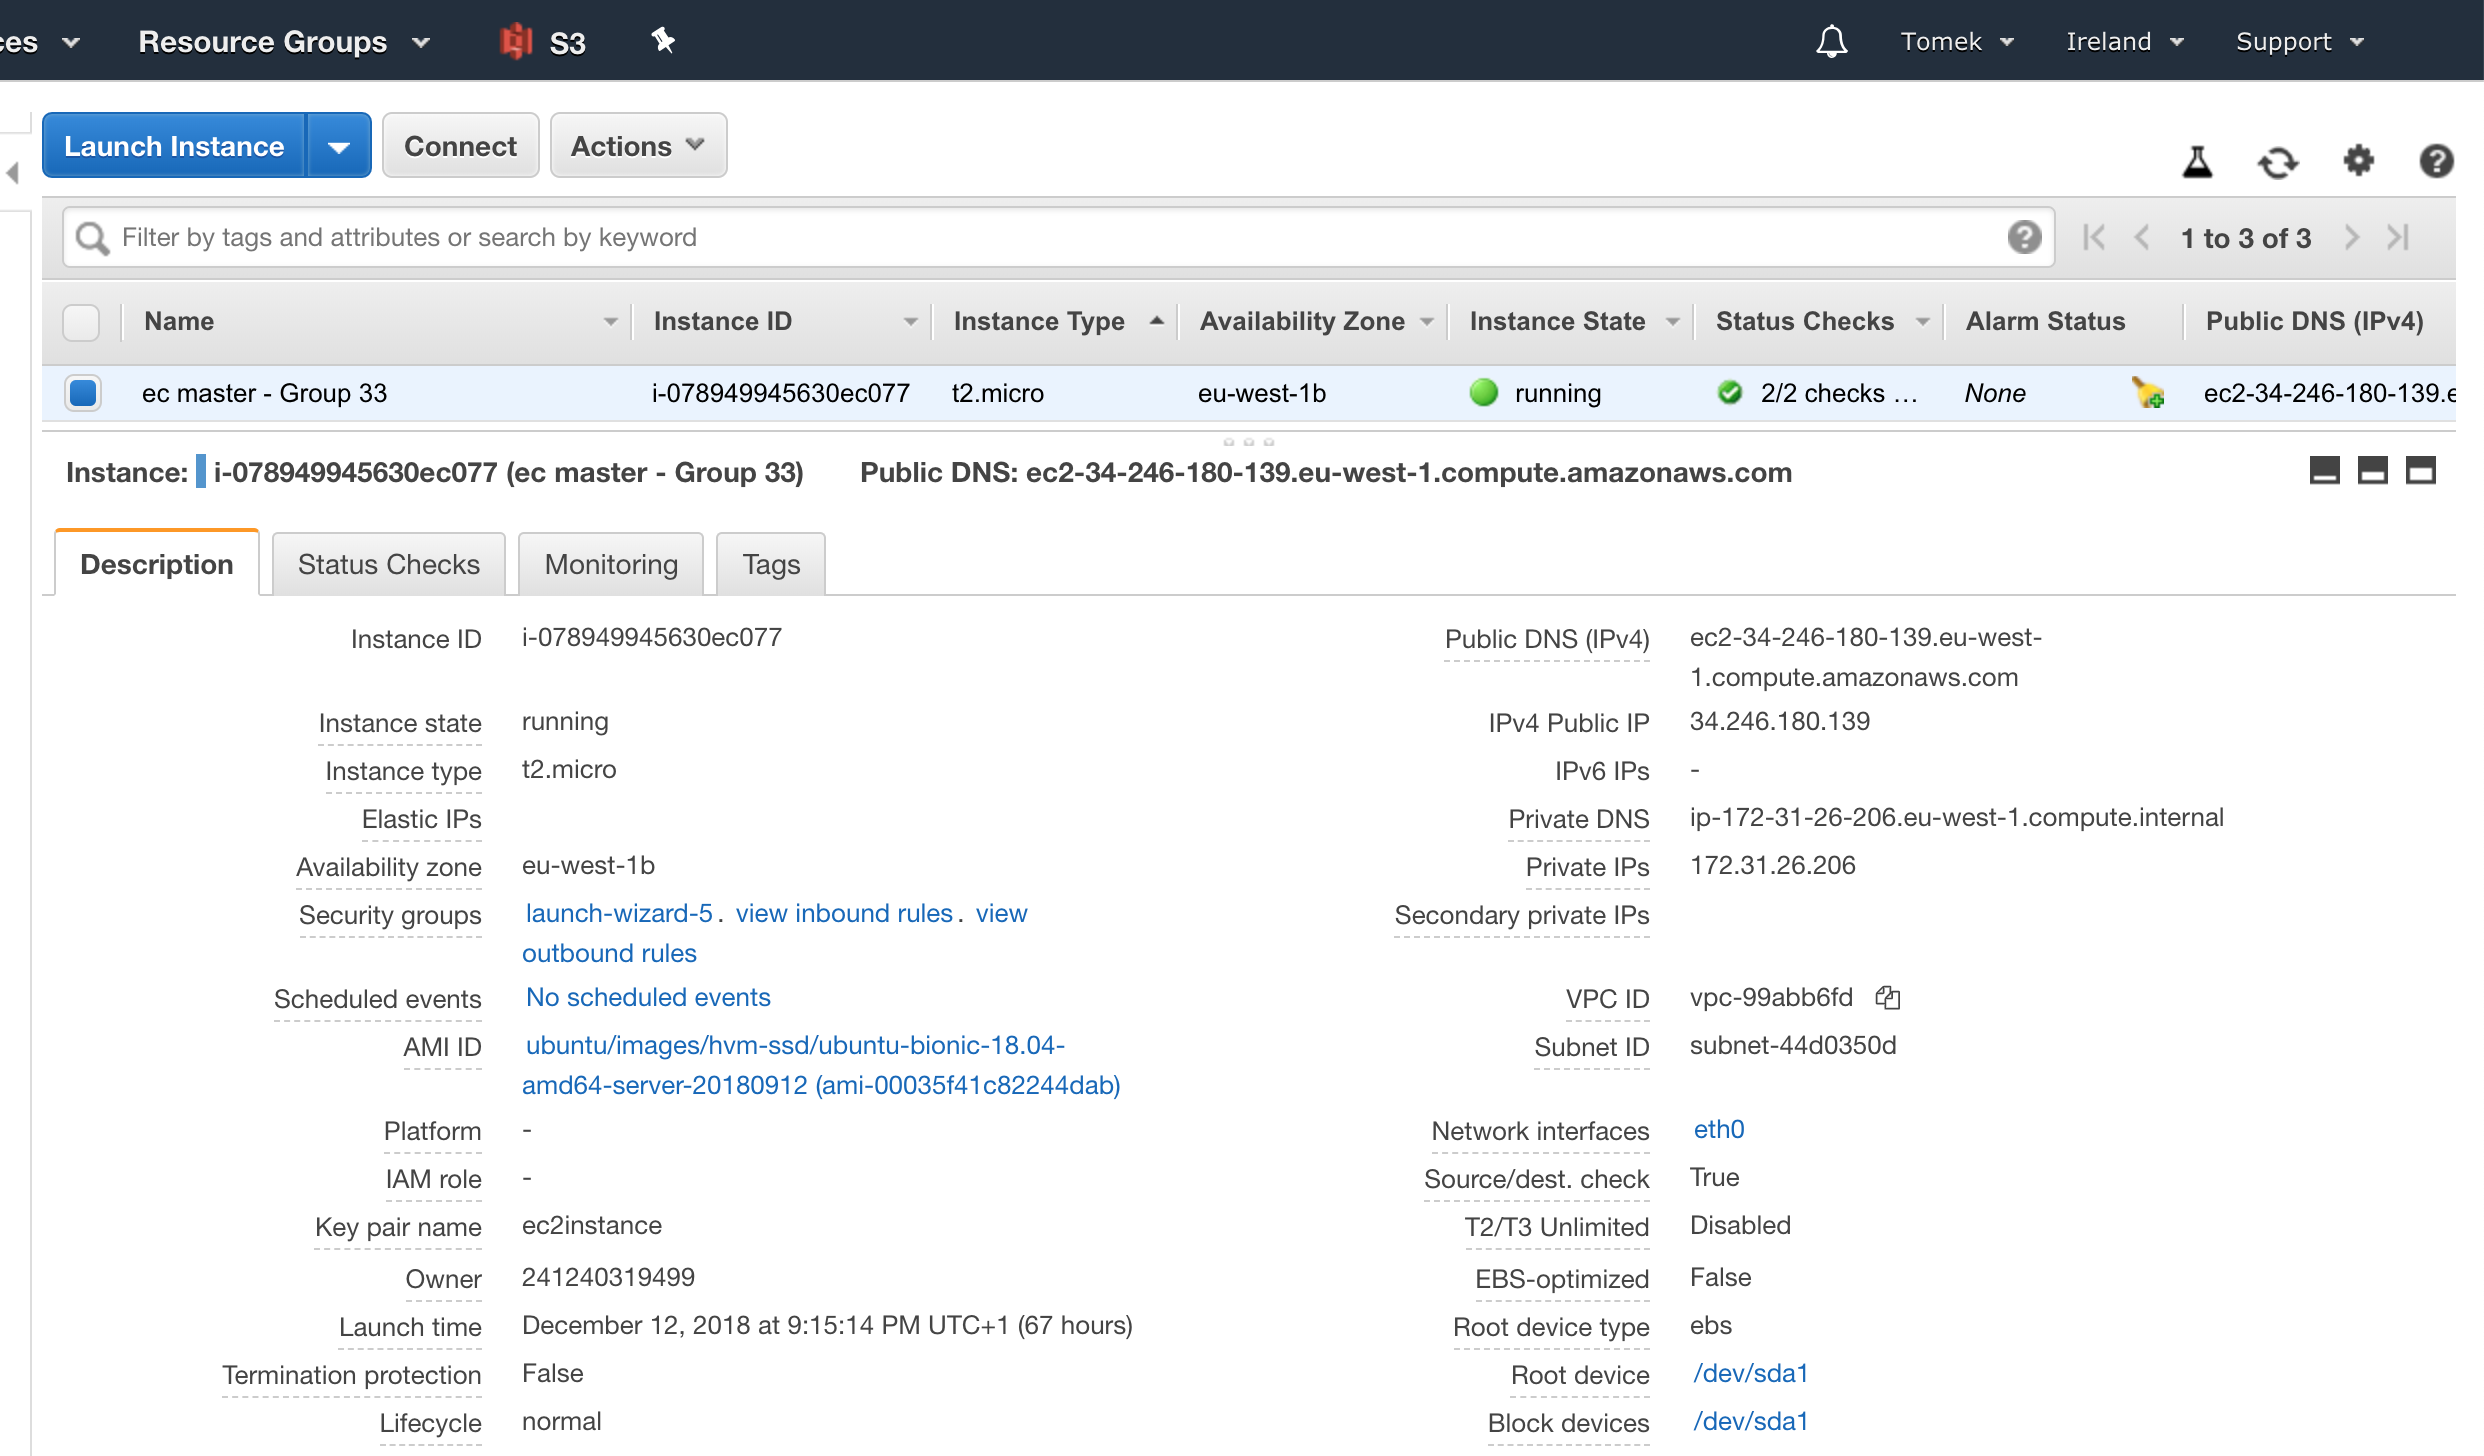 ces Resource Groups S3 Tomek Ireland Support
Launch Instance Connect Actions
Filter by tags and attributes or search by keyword 1 to 3 of 3
Name Instance ID Instance Type Availability Zone Instance State Status Checks Alarm Status Public DNS (IPv4)
ec master - Group 33 i-078949945630ec077 t2.micro eu-west-1b running 2/2 checks ... None ec2-34-246-180-139.e
Instance: i-078949945630ec077 (ec master - Group 33) Public DNS: ec2-34-246-180-139.eu-west-1.compute.amazonaws.com
Description Status Checks Monitoring Tags
Instance ID i-078949945630ec077 Public DNS (IPv4) ec2-34-246-180-139.eu-west-
1.compute.amazonaws.com
Instance state running IPv4 Public IP 34.246.180.139
Instance type t2.micro IPv6 IPs -
Elastic IPs Private DNS ip-172-31-26-206.eu-west-1.compute.internal
Availability zone eu-west-1b Private IPs 172.31.26.206
Security groups launch-wizard-5 . view inbound rules . view Secondary private IPs
outbound rules
Scheduled events No scheduled events VPC ID vpc-99abb6fd
AMI ID ubuntu/images/hvm-ssd/ubuntu-bionic-18.04- Subnet ID subnet-44d0350d
amd64-server-20180912 (ami-00035f41c82244dab)
Platform - Network interfaces eth0
IAM role - Source/dest. check True
Key pair name ec2instance T2/T3 Unlimited Disabled
Owner 241240319499 EBS-optimized False
Launch time December 12, 2018 at 9:15:14 PM UTC+1 (67 hours) Root device type ebs
Termination protection False Root device /dev/sda1
Lifecycle normal Block devices /dev/sda1